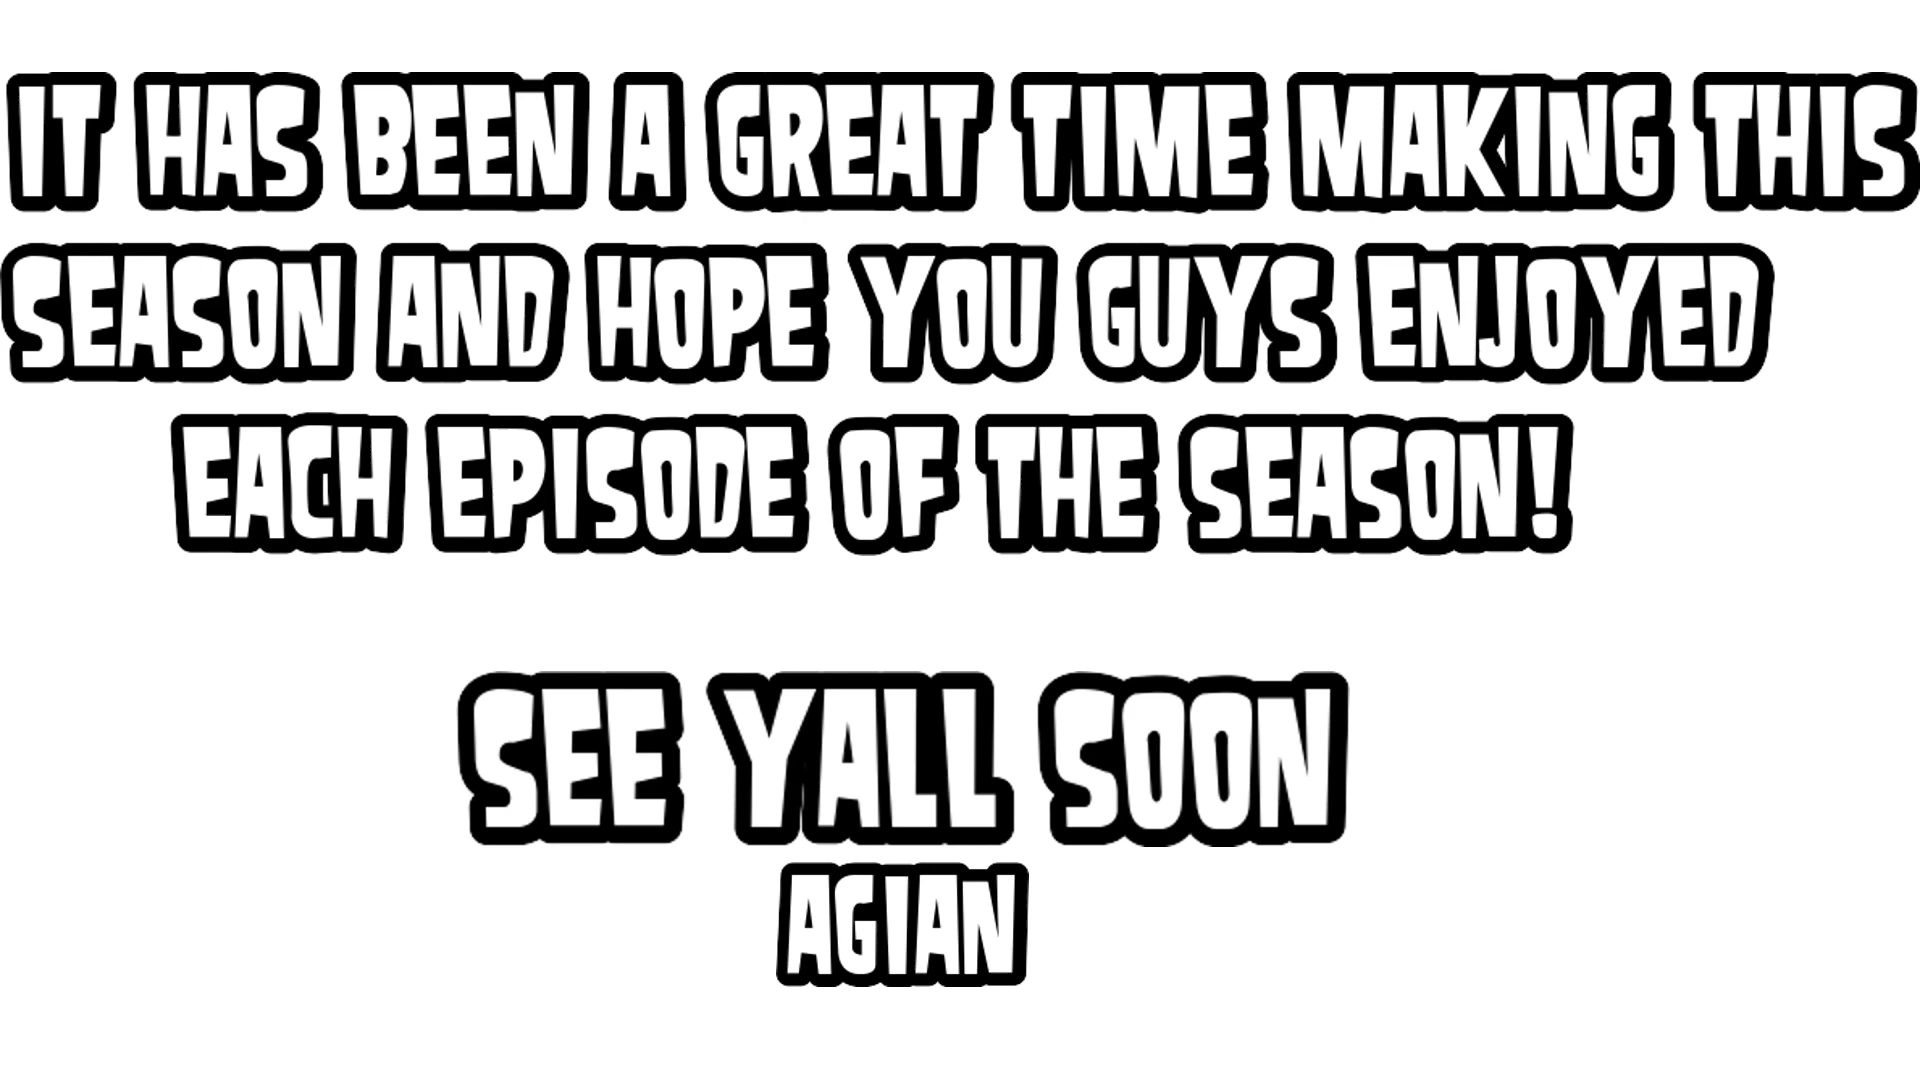 IT HAS BEEN A GREAT TIME MAKING THIS
SEASON AND HOPE YOU GUYS ENJOYED
EACH EPISODE OF THE SEASON!
SEE YALL SOON
AGIAN